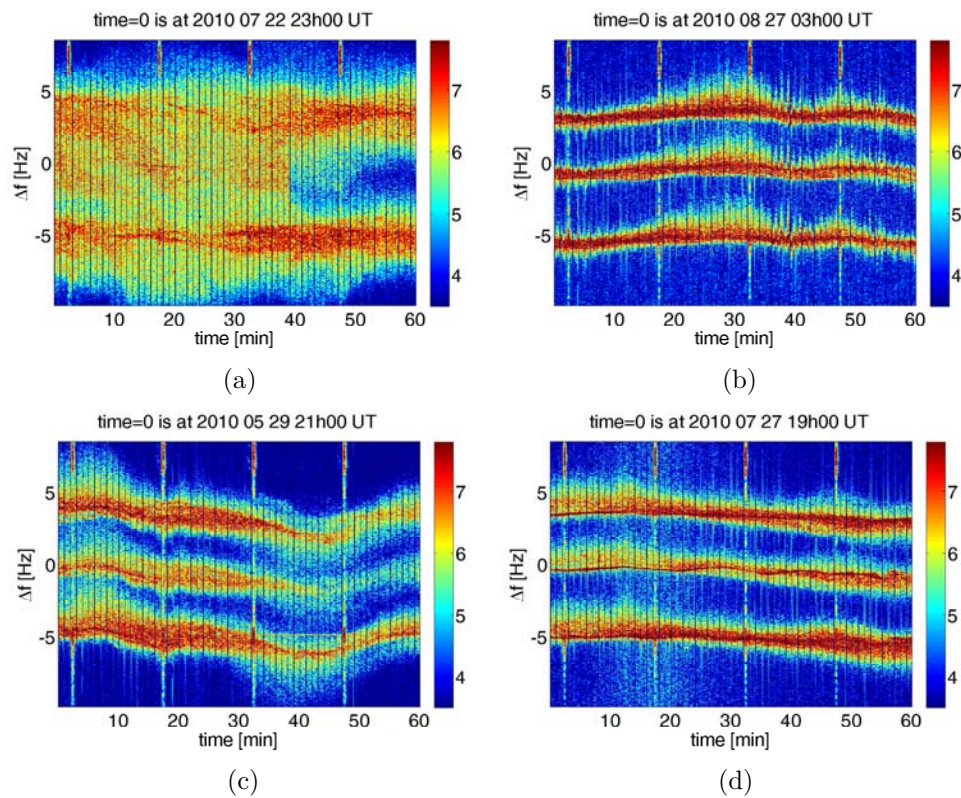 time=0 is at 2010 07 22 23h00 UT
5
0
-5
Δf [Hz]
10 20 30 40 50 60
time [min]
7
6
5
4
(a)
time=0 is at 2010 08 27 03h00 UT
5
0
-5
Δf [Hz]
10 20 30 40 50 60
time [min]
7
6
5
4
(b)
time=0 is at 2010 05 29 21h00 UT
5
0
-5
Δf [Hz]
10 20 30 40 50 60
time [min]
7
6
5
4
(c)
time=0 is at 2010 07 27 19h00 UT
5
0
-5
Δf [Hz]
10 20 30 40 50 60
time [min]
7
6
5
4
(d)